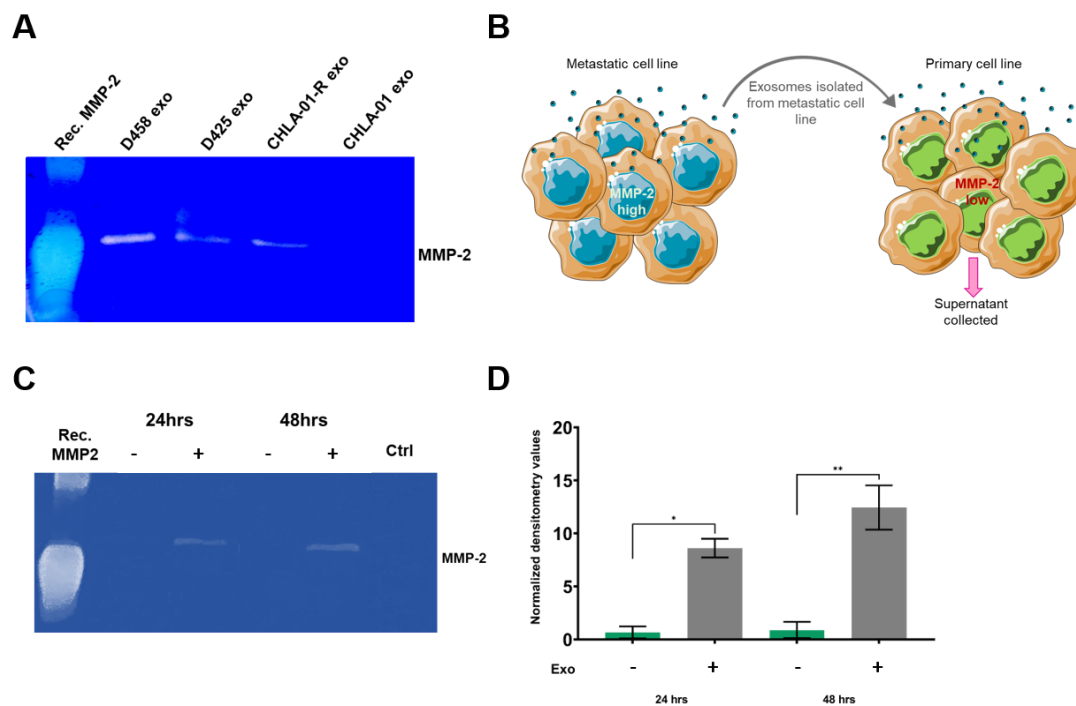 A
Rec. MMP-2
D458 exo
D425 exo
CHLA-01-R exo
CHLA-01 exo
MMP-2
B
Metastatic cell line
Exosomes isolated
from metastatic cell
line
Primary cell line
MMP-2
high
MMP-2
low
Supernatant
collected
C
24hrs
48hrs
Rec.
MMP2
-
+
-
+
Ctrl
MMP-2
D
Normalized densitometry values
20
15
10
5
0
*
**
Exo
-
+
-
+
24 hrs
48 hrs